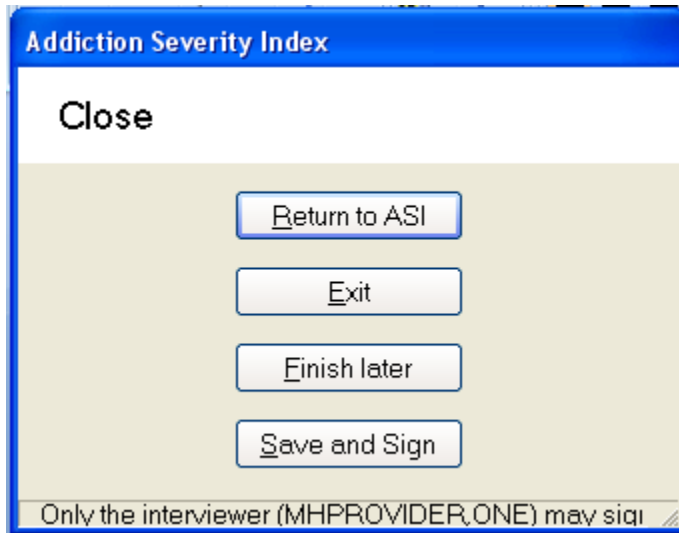 Addiction Severity Index
Close
Return to ASI
Exit
Finish later
Save and Sign
Only the interviewer (MHPROVIDER,ONE) may